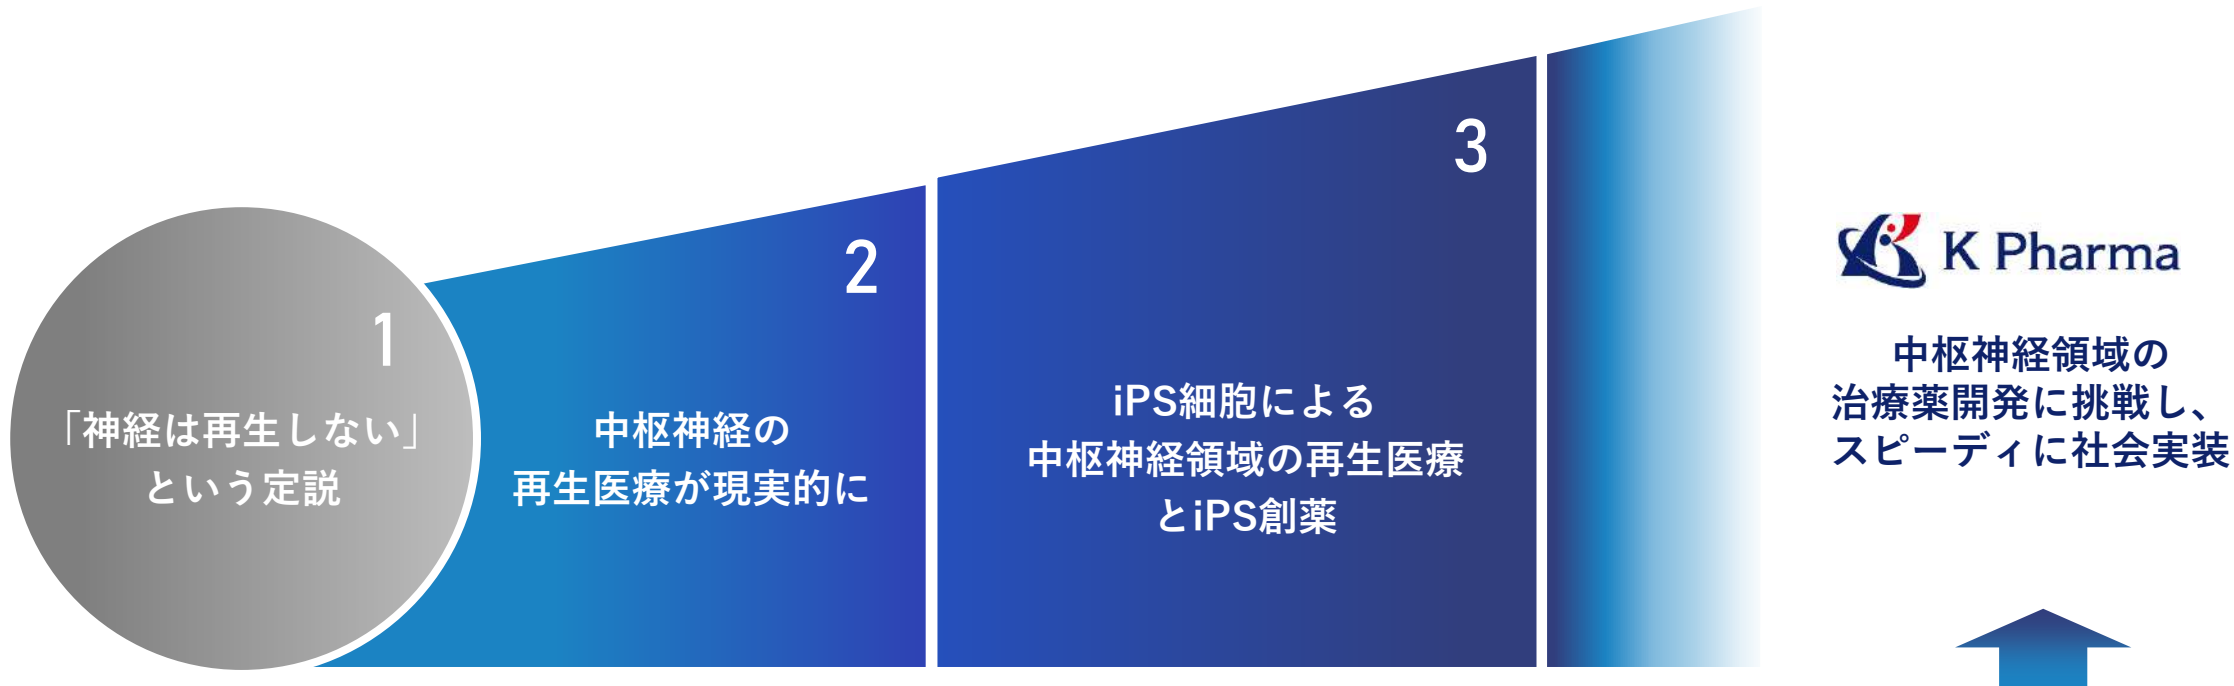 1
「神経は再生しない」
という定説
2
中枢神経の
再生医療が現実的に
3
iPS細胞による
中枢神経領域の再生医療
とiPS創薬
K Pharma
中枢神経領域の
治療薬開発に挑戦し、
スピーディに社会実装